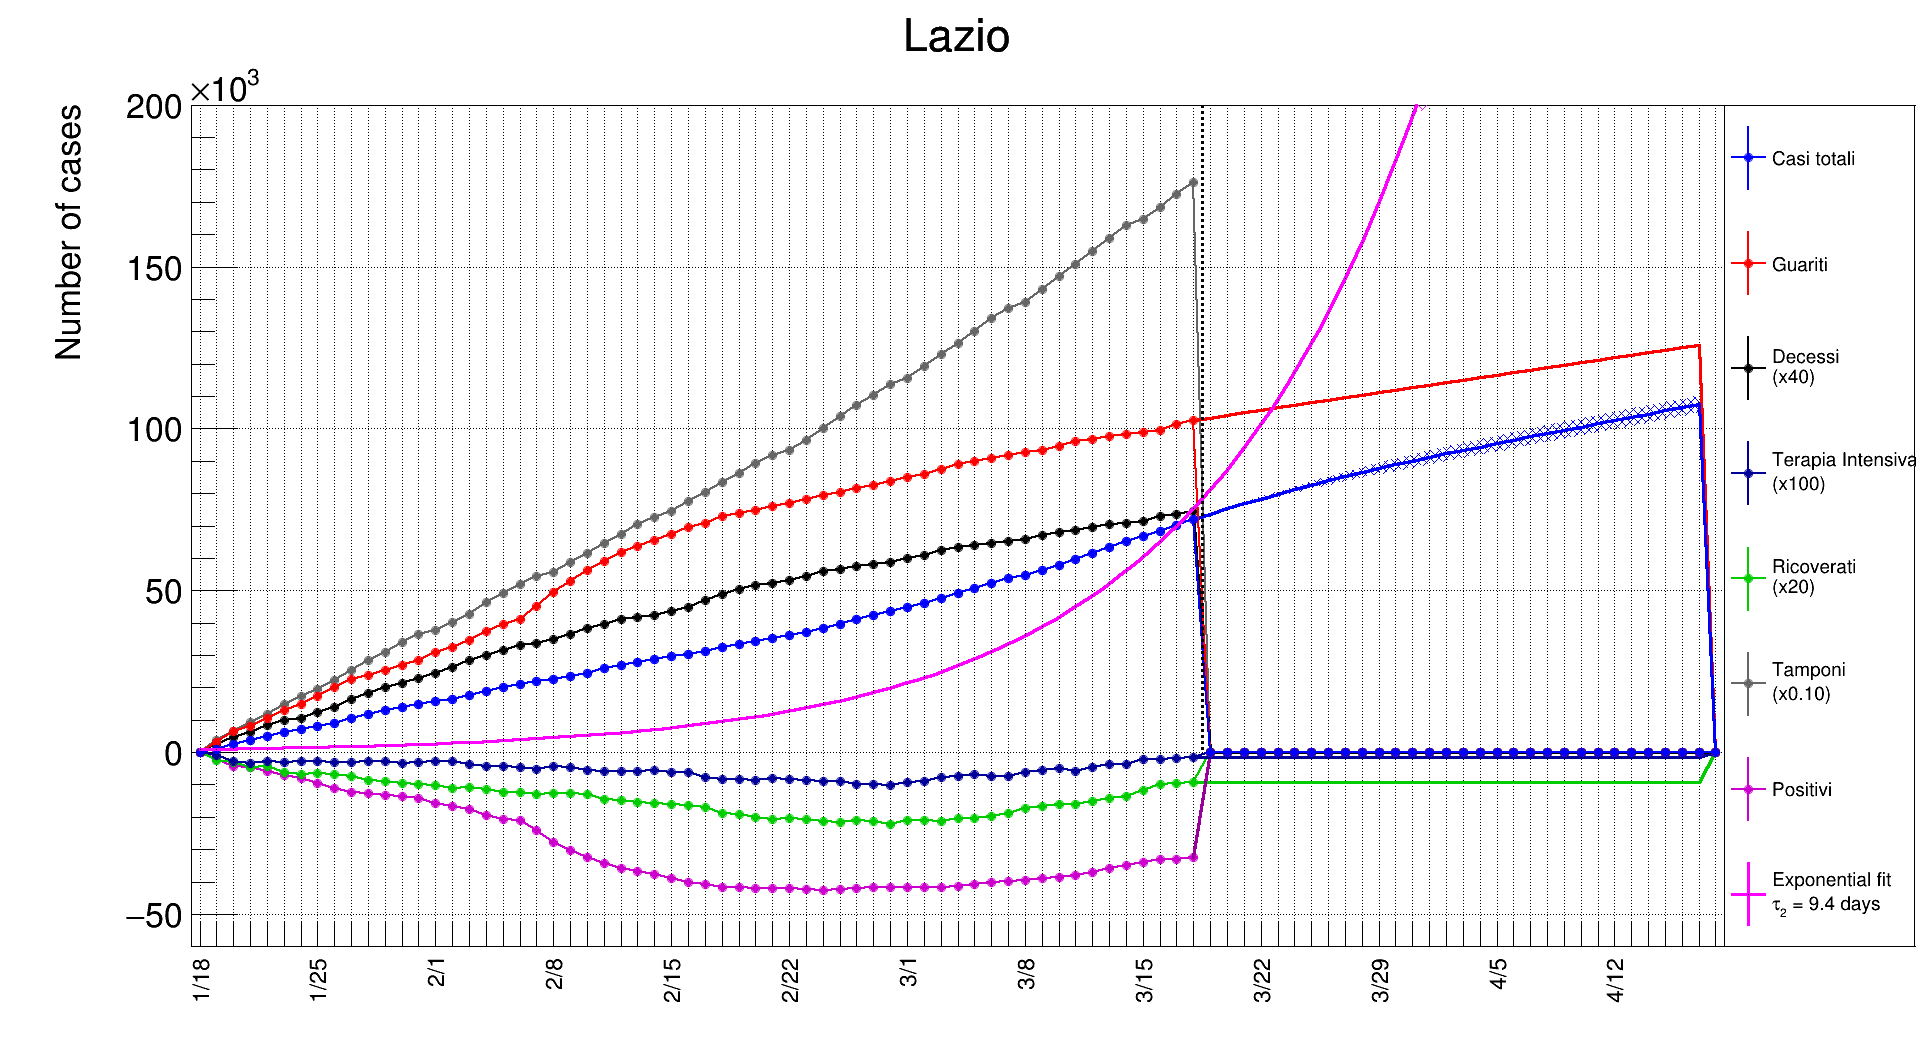 Lazio
×10³
Number of cases
200
150
100
50
0
−50
1/18
1/25
2/1
2/8
2/15
2/22
3/1
3/8
3/15
3/22
3/29
4/5
4/12
Casi totali
Guariti
Decessi
(x40)
Terapia Intensiva
(x100)
Ricoverati
(x20)
Tamponi
(x0.10)
Positivi
Exponential fit
τ₂ = 9.4 days